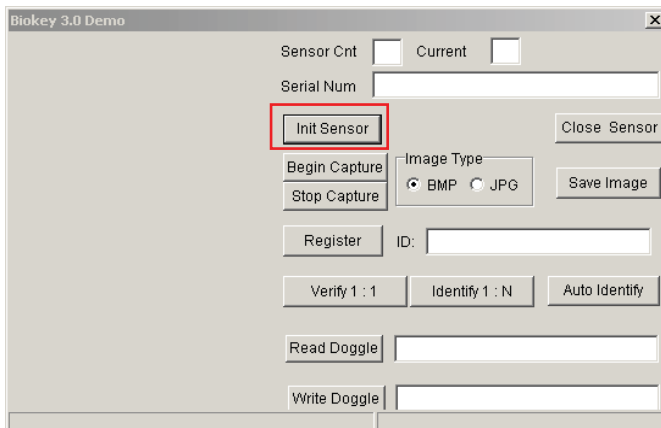 Biokey 3.0 Demo
Sensor Cnt Current
Serial Num
Init Sensor Close Sensor
Begin Capture Image Type
BMP JPG Save Image
Stop Capture
Register ID:
Verify 1 : 1 Identify 1 : N Auto Identify
Read Doggle
Write Doggle